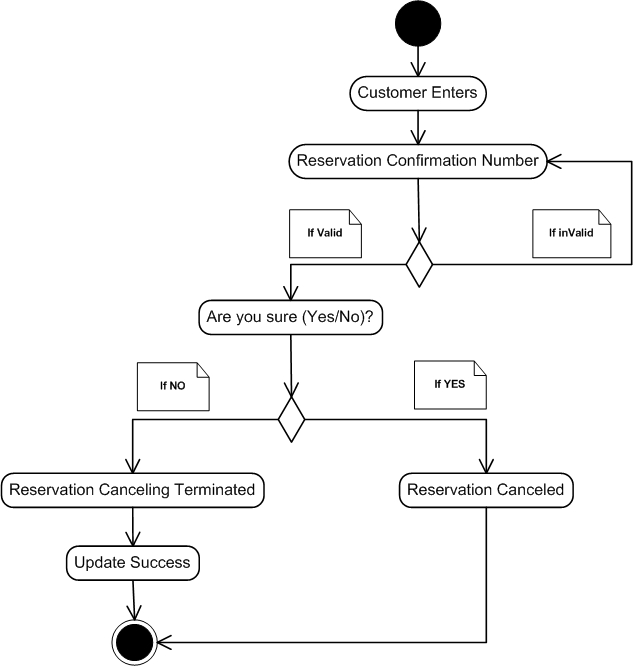 Customer Enters
Reservation Confirmation Number
If Valid
If inValid
Are you sure (Yes/No)?
If NO
If YES
Reservation Canceling Terminated
Reservation Canceled
Update Success